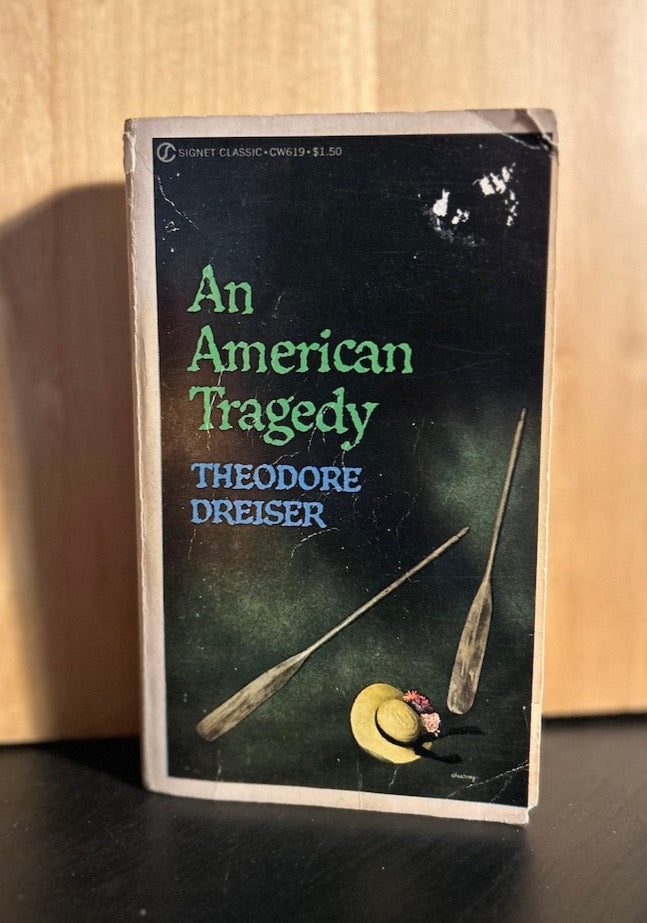 SIGNET CLASSIC • CW619 • $1.50
An
American
Tragedy
THEODORE
DREISER